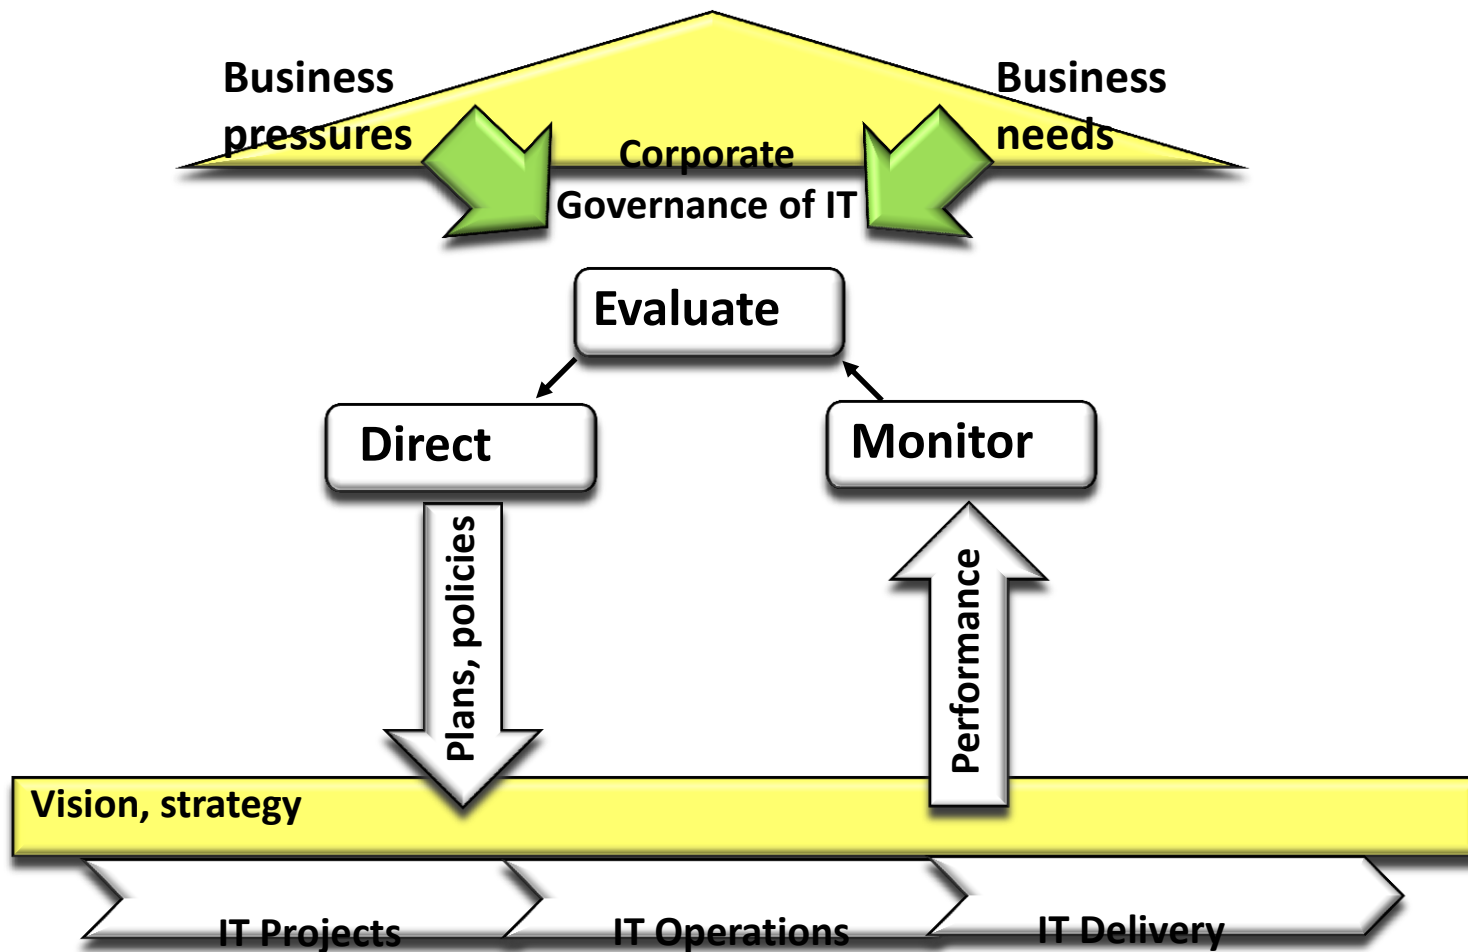 Business
pressures
Business
needs
Corporate
Governance of IT
Evaluate
Direct
Monitor
Plans, policies
Performance
Vision, strategy
IT Projects
IT Operations
IT Delivery